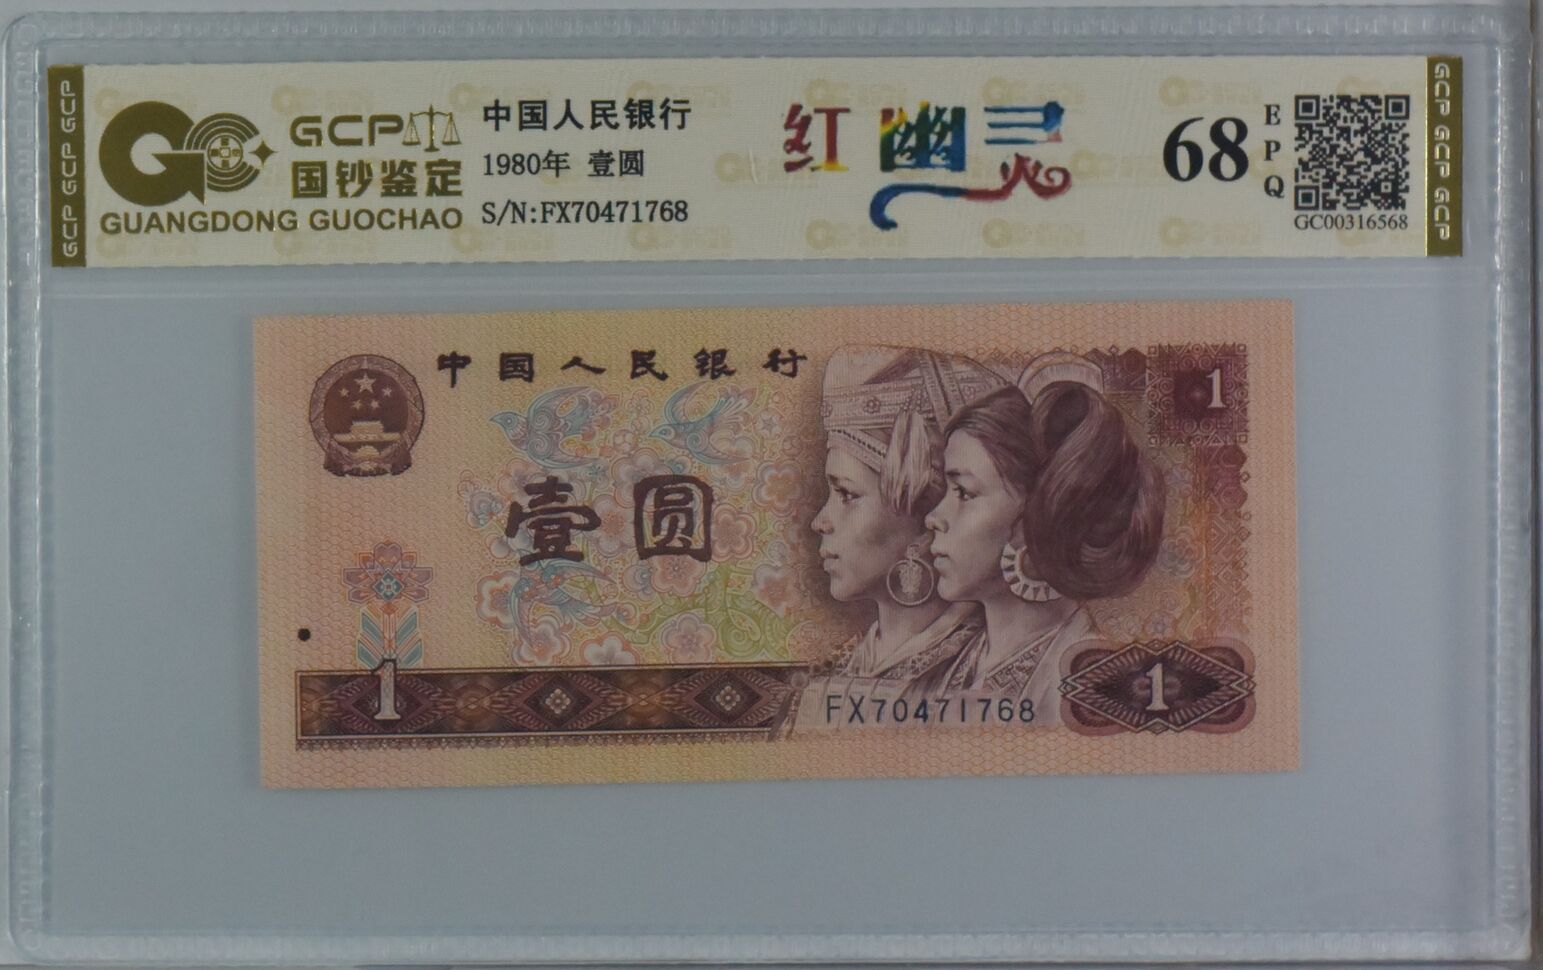 GCP GCP GCP
GCP
国钞鉴定
GUANGDONG GUOCHAO
中国人民银行
1980年 壹圆
S/N:FX70471768
红幽灵
68
EPQ
GC00316568
GCP GCP GCP
中国人民银行
1
壹圆
1
FX70471768
1